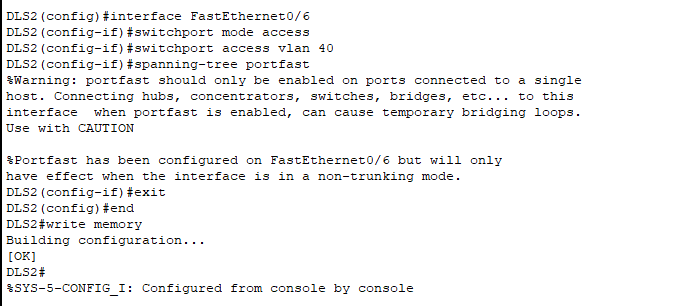 DLS2(config)#interface FastEthernet0/6
DLS2(config-if)#switchport mode access
DLS2(config-if)#switchport access vlan 40
DLS2(config-if)#spanning-tree portfast
%Warning: portfast should only be enabled on ports connected to a single
host. Connecting hubs, concentrators, switches, bridges, etc... to this
interface  when portfast is enabled, can cause temporary bridging loops.
Use with CAUTION
%Portfast has been configured on FastEthernet0/6 but will only
have effect when the interface is in a non-trunking mode.
DLS2(config-if)#exit
DLS2(config)#end
DLS2#write memory
Building configuration...
[OK]
DLS2#
%SYS-5-CONFIG_I: Configured from console by console